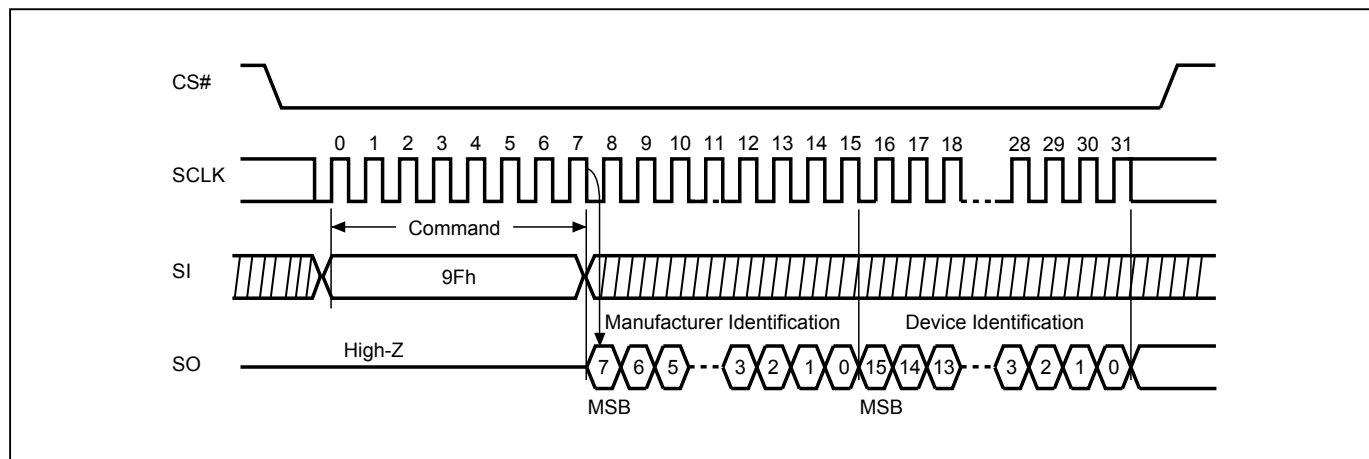 CS#
0 1 2 3 4 5 6 7 8 9 10 11 12 13 14 15 16 17 18 28 29 30 31
SCLK
Command
SI
9Fh
Manufacturer Identification Device Identification
High-Z
SO
7 6 5 3 2 1 0 15 14 13 3 2 1 0
MSB MSB